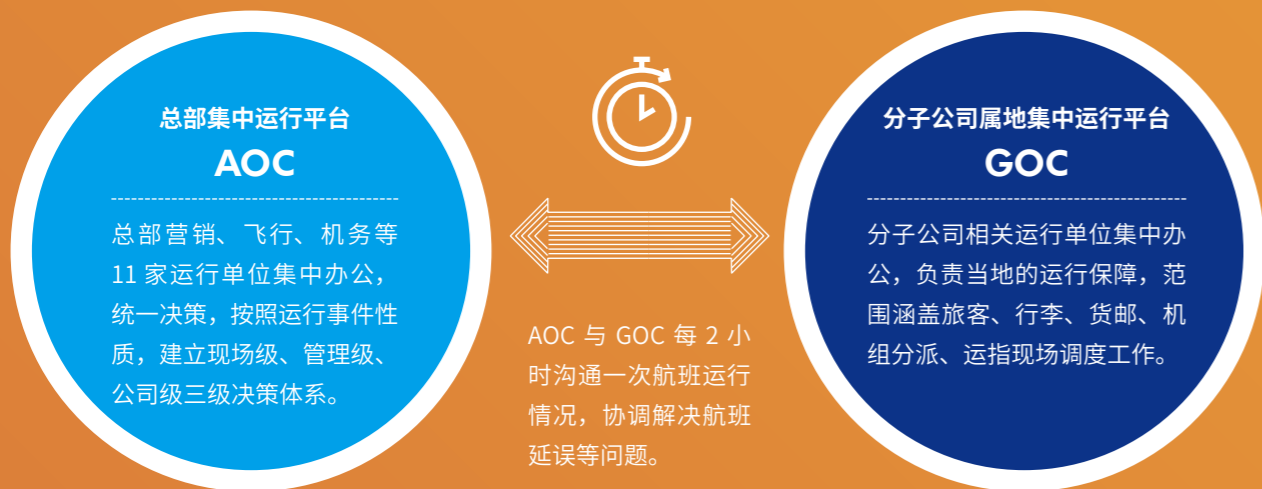 总部集中运行平台
AOC
总部营销、飞行、机务等
11 家运行单位集中办公，
统一决策，按照运行事件性
质，建立现场级、管理级、
公司级三级决策体系。
AOC 与 GOC 每 2 小
时沟通一次航班运行
情况，协调解决航班
延误等问题。
分子公司属地集中运行平台
GOC
分子公司相关运行单位集中办
公，负责当地的运行保障，范
围涵盖旅客、行李、货邮、机
组分派、运指现场调度工作。